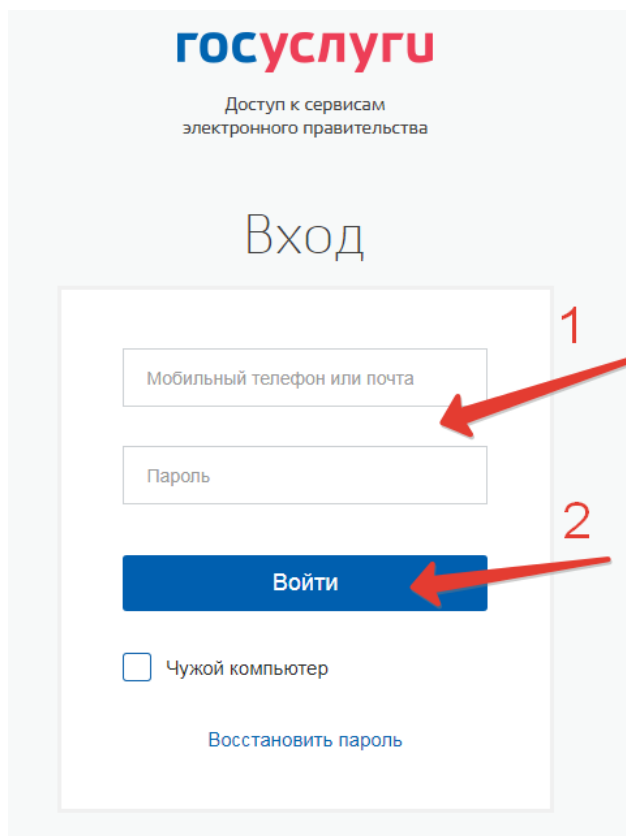 госуслуги
Доступ к сервисам
электронного правительства
Вход
1
Мобильный телефон или почта
Пароль
2
Войти
Чужой компьютер
Восстановить пароль